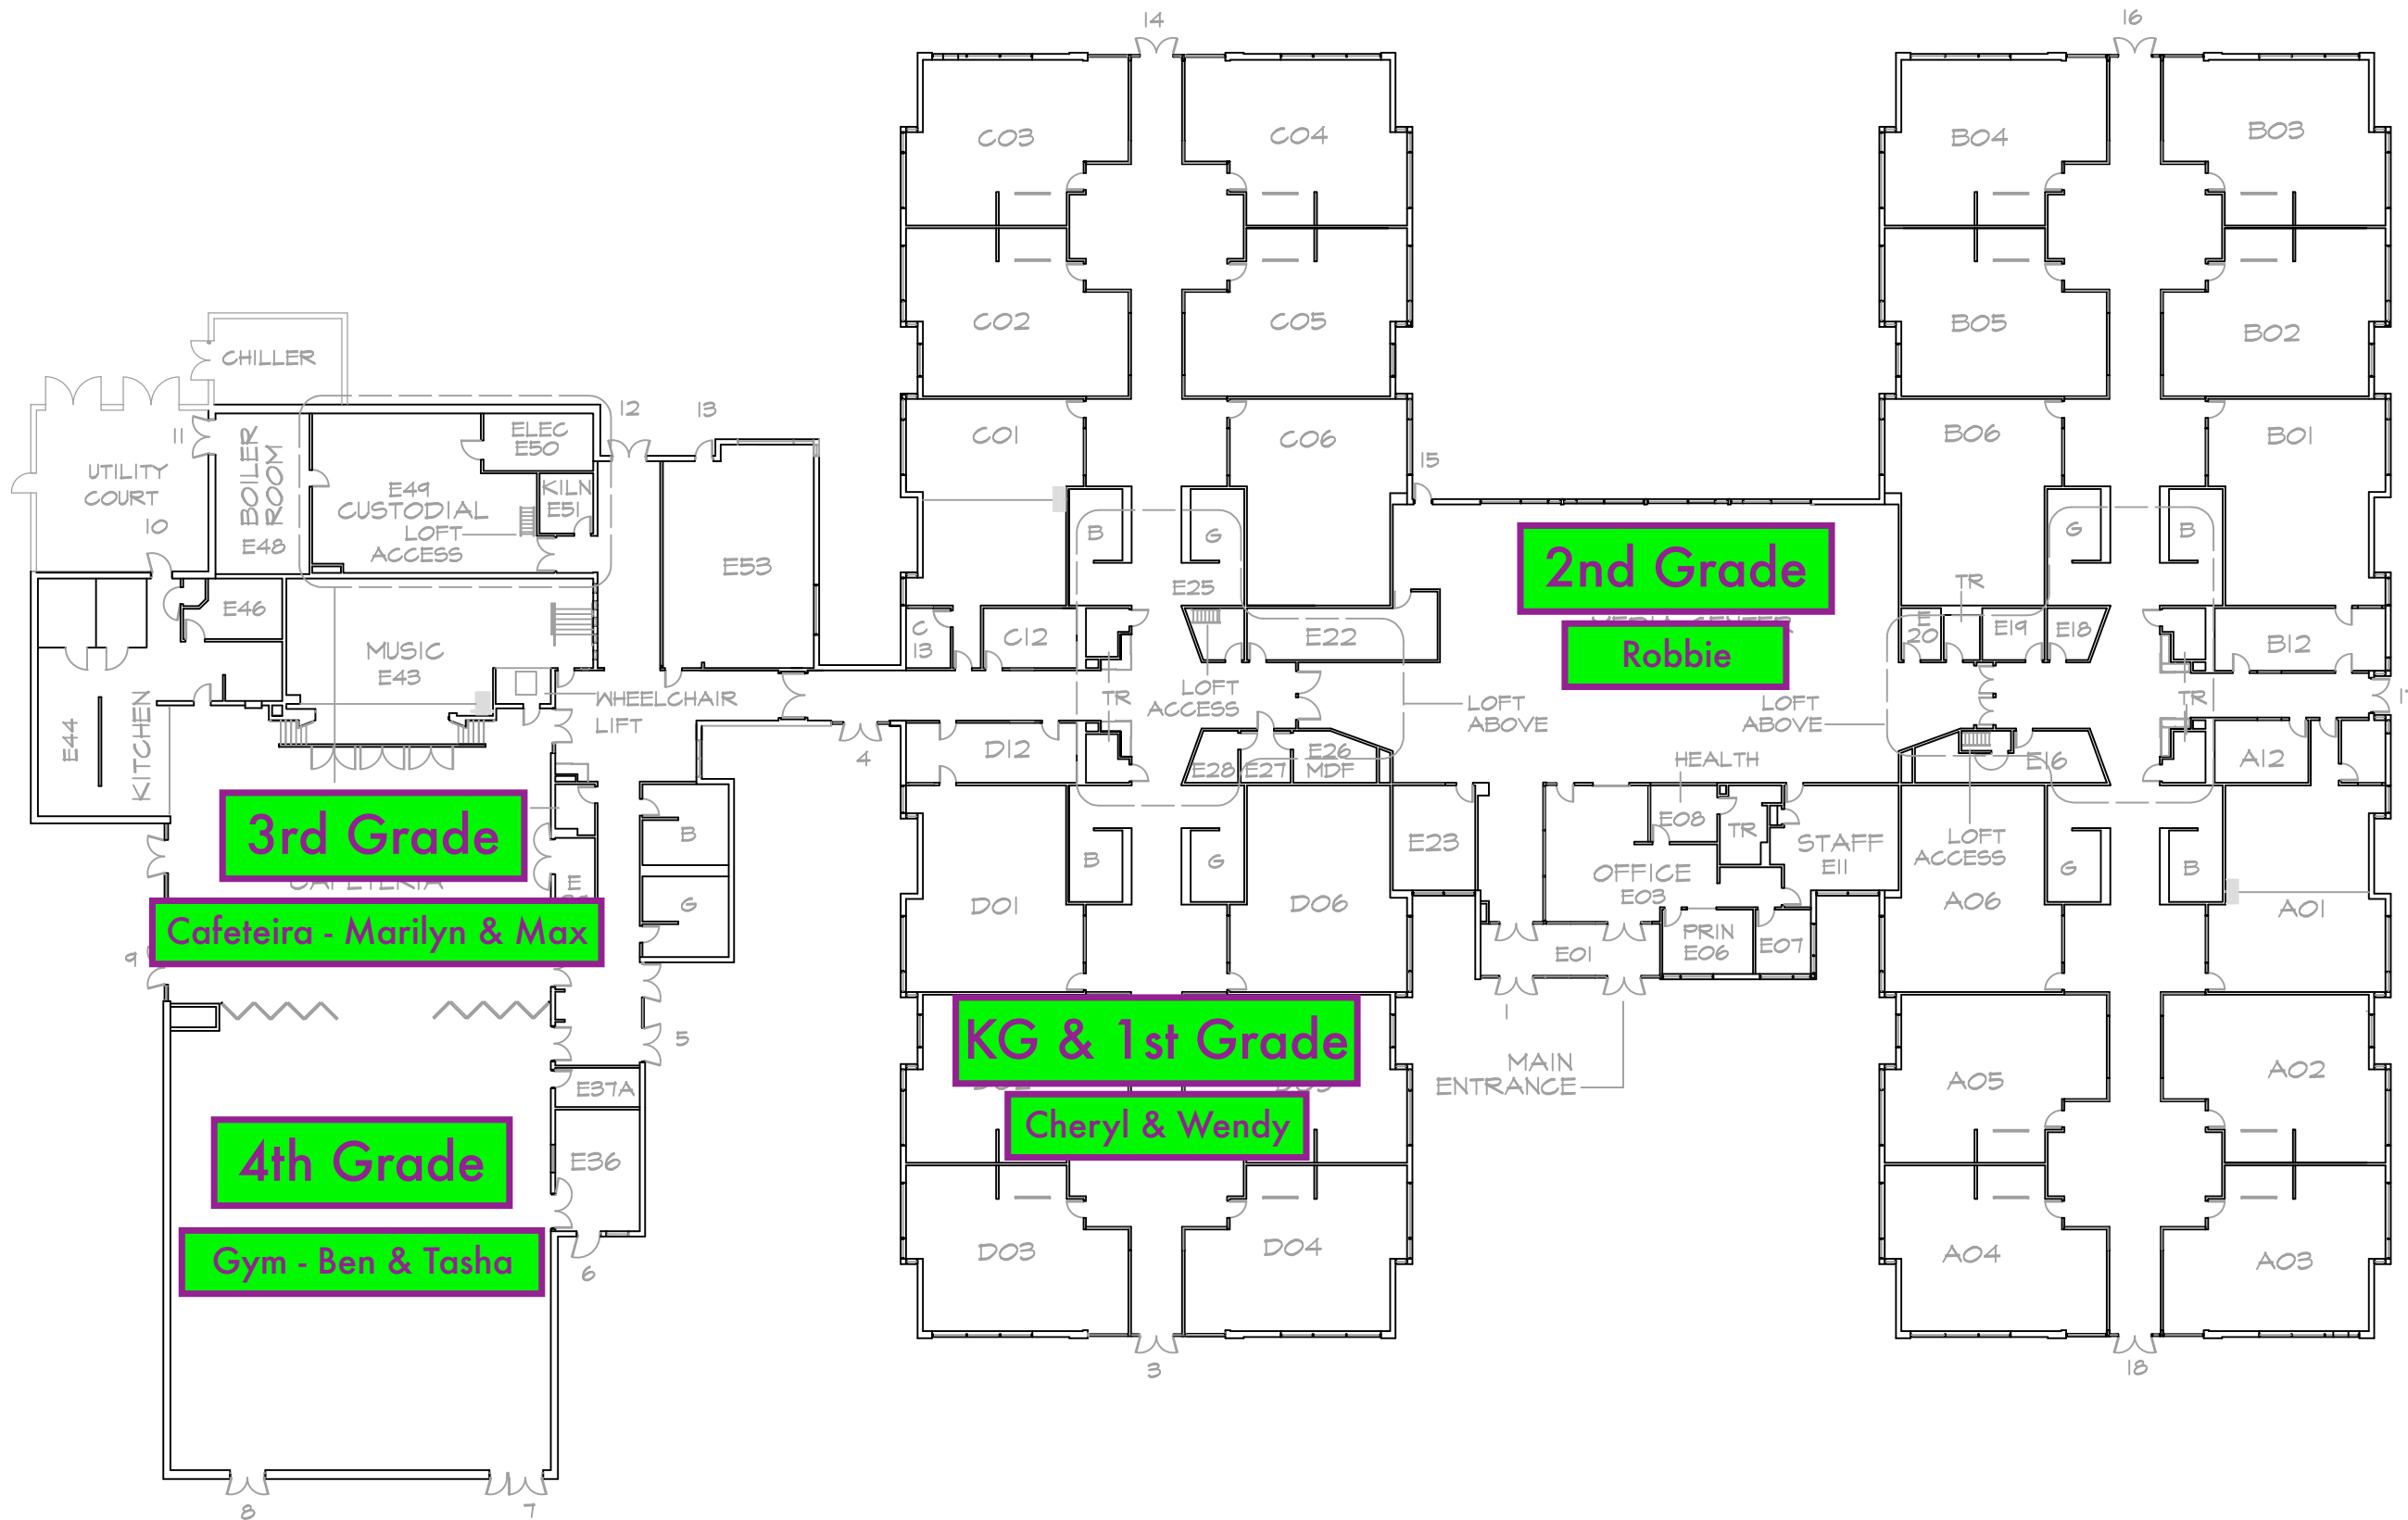 14
16
C03
C04
B04
B03
C02
C05
B05
B02
CHILLER
12
13
11
ELEC
E50
C01
C06
B06
B01
15
UTILITY
COURT
BOILER
ROOM
E48
E49
CUSTODIAL
LOFT
ACCESS
KILN
E51
10
E53
B
G
G
B
2nd Grade
Robbie
E25
TR
E46
MUSIC
E43
C
13
C12
E22
E
20
E19
E18
B12
WHEELCHAIR
LIFT
TR
LOFT
ACCESS
LOFT
ABOVE
LOFT
ABOVE
TR
E44
KITCHEN
4
D12
E28
E27
E26
MDF
HEALTH
E16
A12
3rd Grade
Cafeteira - Marilyn & Max
B
G
B
G
E23
E08
TR
STAFF
E11
LOFT
ACCESS
G
B
OFFICE
E03
D01
D06
A06
A01
9
E01
PRIN
E06
E07
5
1
KG & 1st Grade
Cheryl & Wendy
MAIN
ENTRANCE
A05
A02
E37A
4th Grade
Gym - Ben & Tasha
E36
6
D03
D04
A04
A03
3
18
8
7